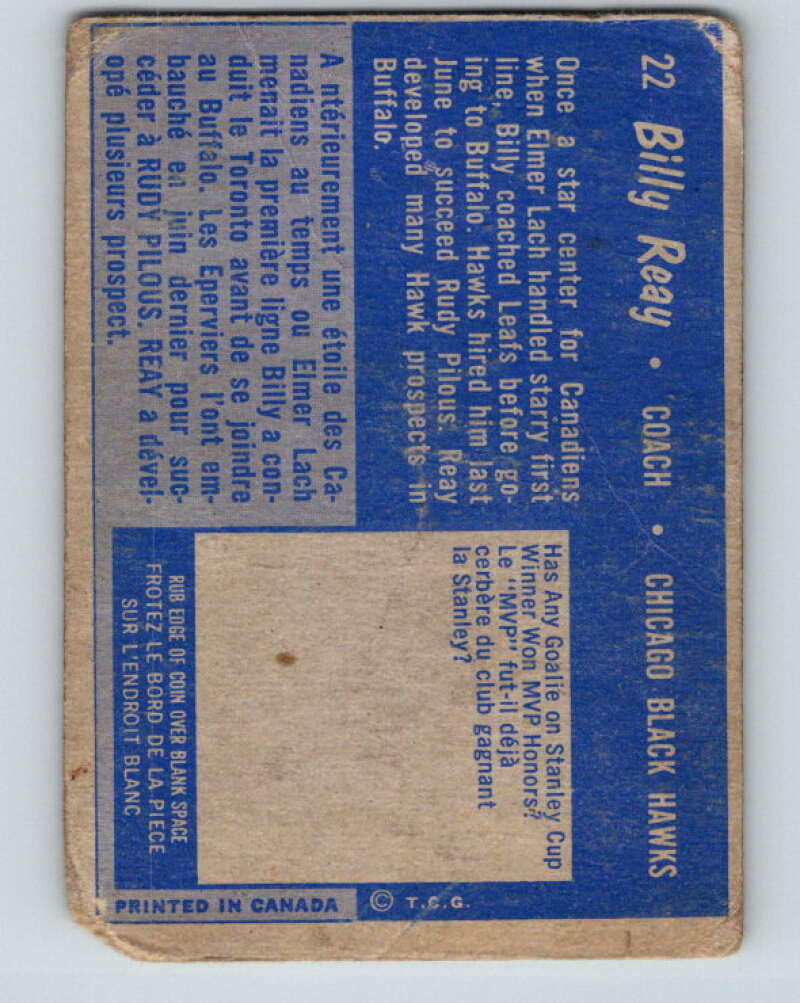 22 Billy Reay • COACH • CHICAGO BLACK HAWKS
Once a star center for Canadiens
when Elmer Lach handled starry first
line, Billy coached Leafs before go-
ing to Buffalo. Hawks hired him last
June to succeed Rudy Pilous. Reay
developed many Hawk prospects in
Buffalo.
A ntérieurement une étoile des Ca-
nadiens au temps ou Elmer Lach
menait la première ligne Billy a con-
duit le Toronto avant de se joindre
au Buffalo. Les Eperviers l'ont em-
bauché en juin dernier pour suc-
céder à RUDY PILOUS. REAY a dével-
opé plusieurs prospect.
Has Any Goalie on Stanley Cup
Winner Won MVP Honors?
Le "MVP" fut-il déjà
cerbère du club gagnant
la Stanley?
RUB EDGE OF COIN OVER BLANK SPACE
FROTEZ LE BORD DE LA PIECE
SUR L'ENDROIT BLANC
© T.C.G.
PRINTED IN CANADA